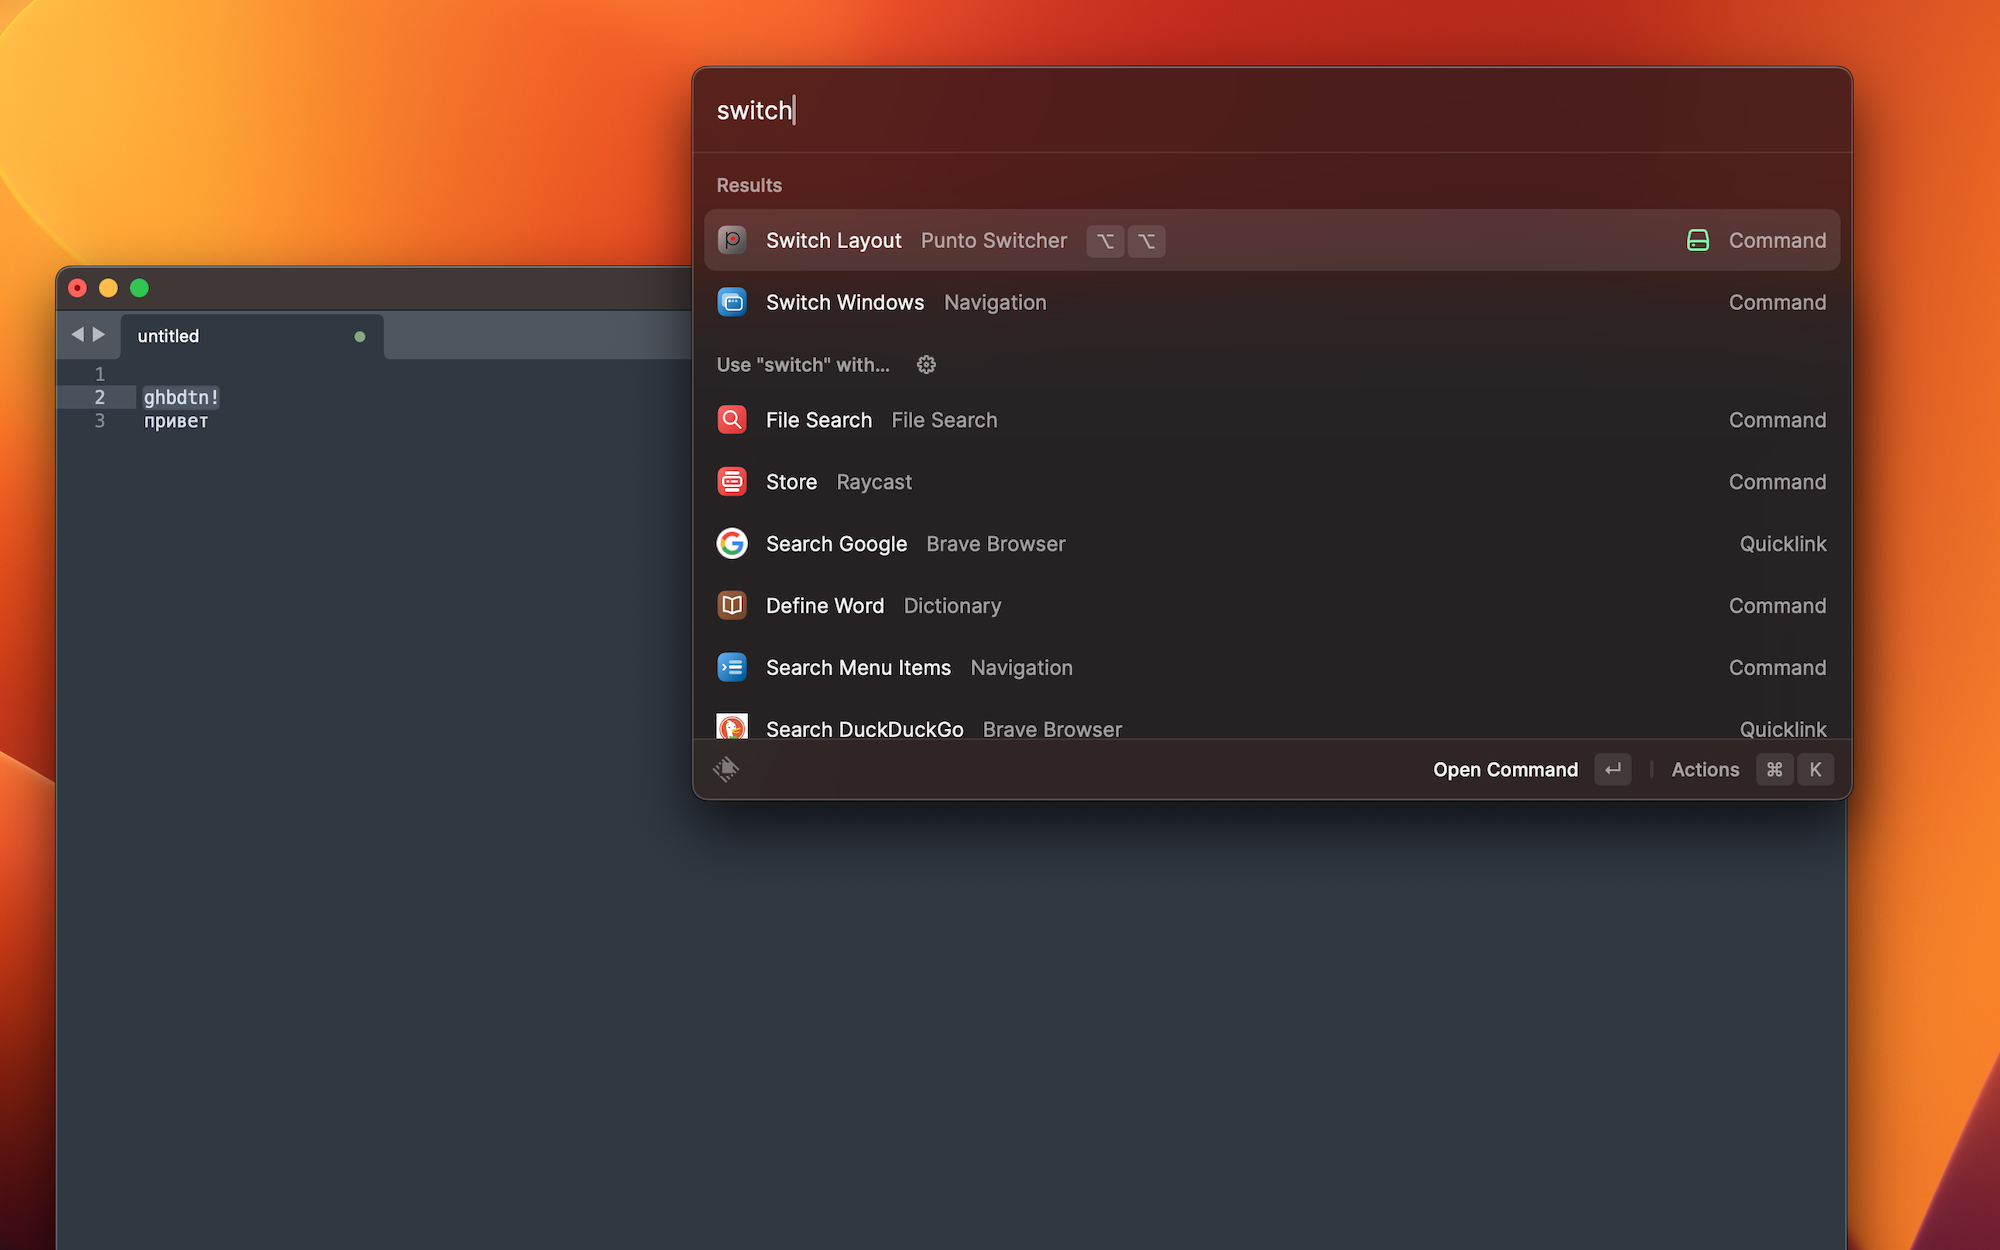 switch
Results
Switch Layout Punto Switcher ⌥ ⌥ Command
Switch Windows Navigation Command
Use "switch" with...
File Search File Search Command
Store Raycast Command
Search Google Brave Browser Quicklink
Define Word Dictionary Command
Search Menu Items Navigation Command
Search DuckDuckGo Brave Browser Quicklink
Open Command ↵ Actions ⌘ K
untitled
1
2 ghbdtn!
3 привет